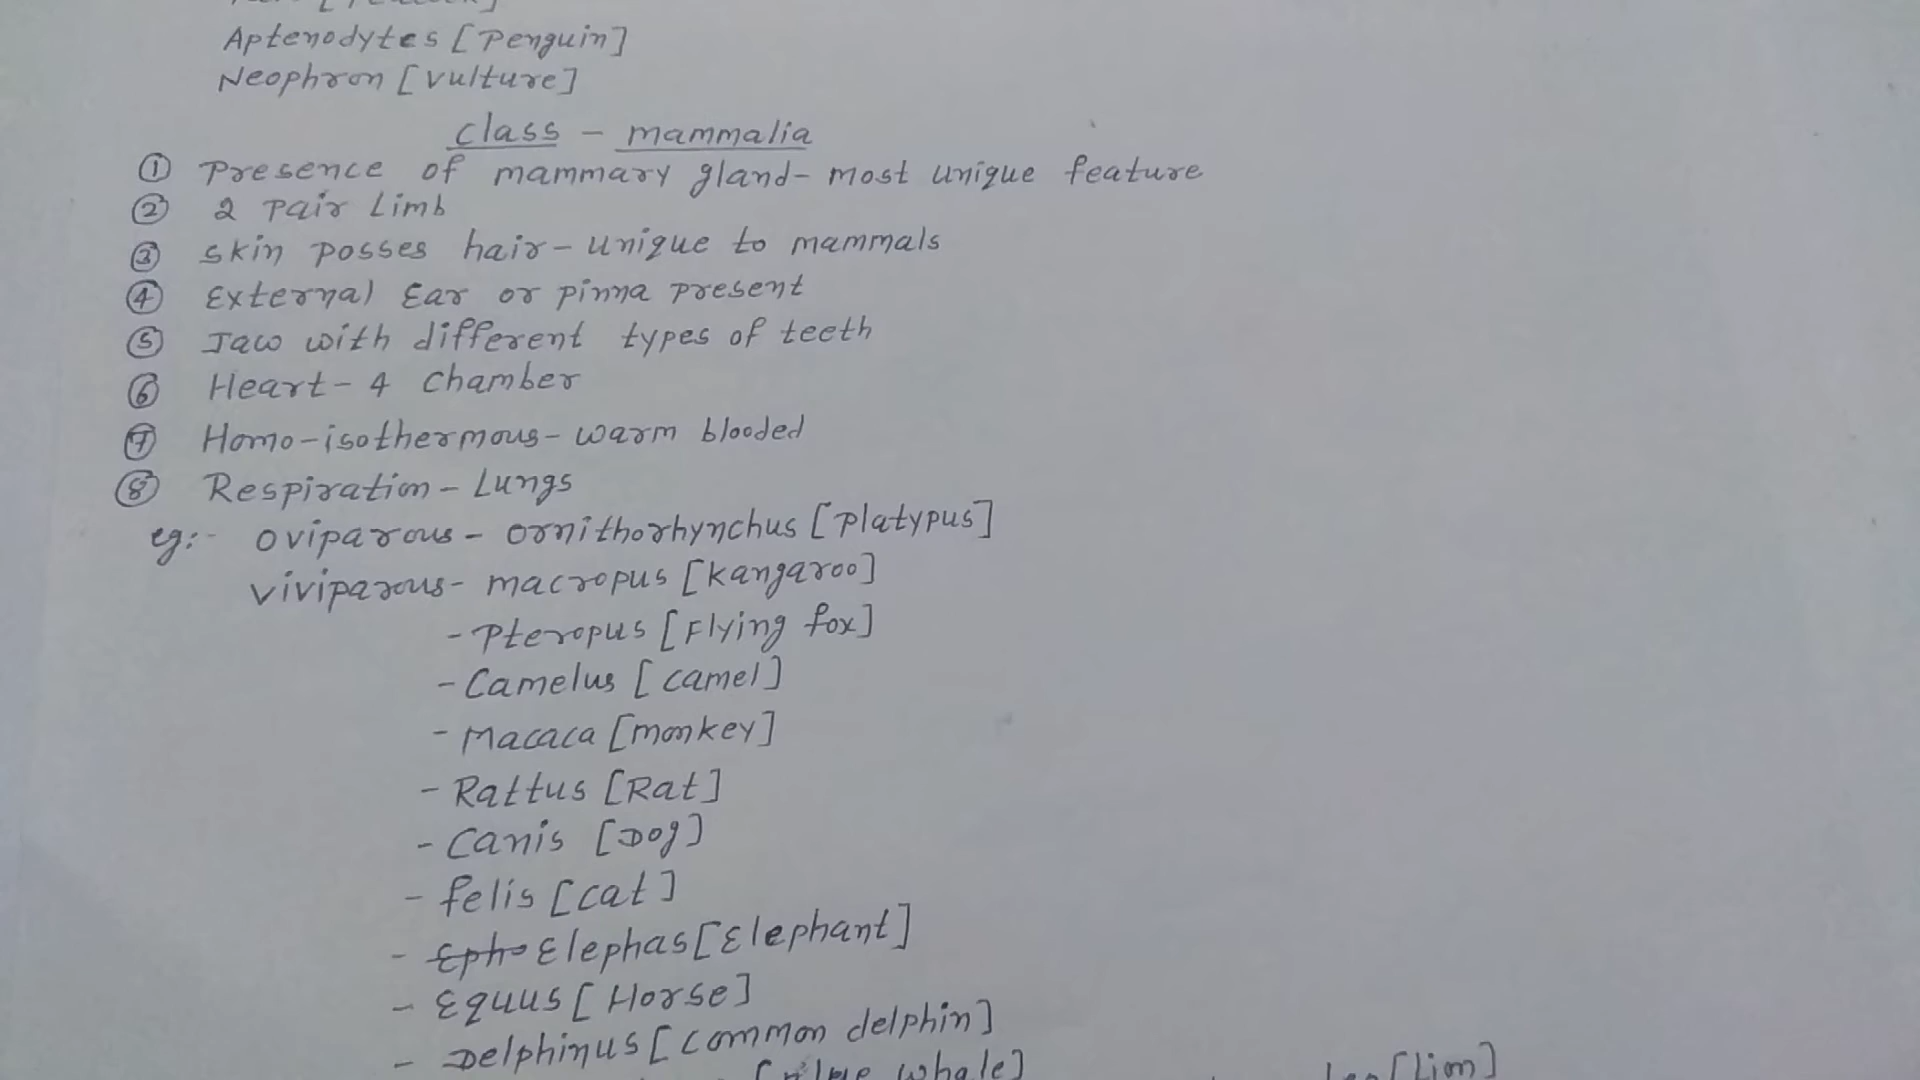 Aptenodytes [Penguin]
Neophron [vulture]
class - mammalia
① Presence of mammary gland- most unique feature
② 2 pair Limb
③ skin posses hair - unique to mammals
④ External Ear or pinna present
⑤ Jaw with different types of teeth
⑥ Heart- 4 chamber
⑦ Homo-isothermous- warm blooded
⑧ Respiration - Lungs
eg:- oviparous - ornithorhynchus [platypus]
viviparous- macropus [kangaroo]
- Pteropus [Flying fox]
- Camelus [camel]
- Macaca [monkey]
- Rattus [Rat]
- Canis [Dog]
- felis [cat]
- Elephas [Elephant]
- Equus [Horse]
- Delphinus [common delphin]
whale]
[lion]